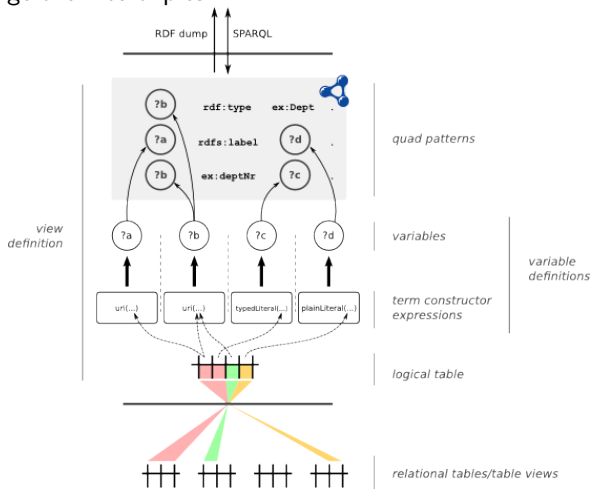 RDF dump SPARQL
?b rdf:type ex:Dept .
?a rdfs:label ?d .
?b ex:deptNr ?c .
quad patterns
view
definition
?a ?b ?c ?d
variables
variable
definitions
uri(...) uri(...) typedLiteral(...) plainLiteral(...)
term constructor
expressions
logical table
relational tables/table views